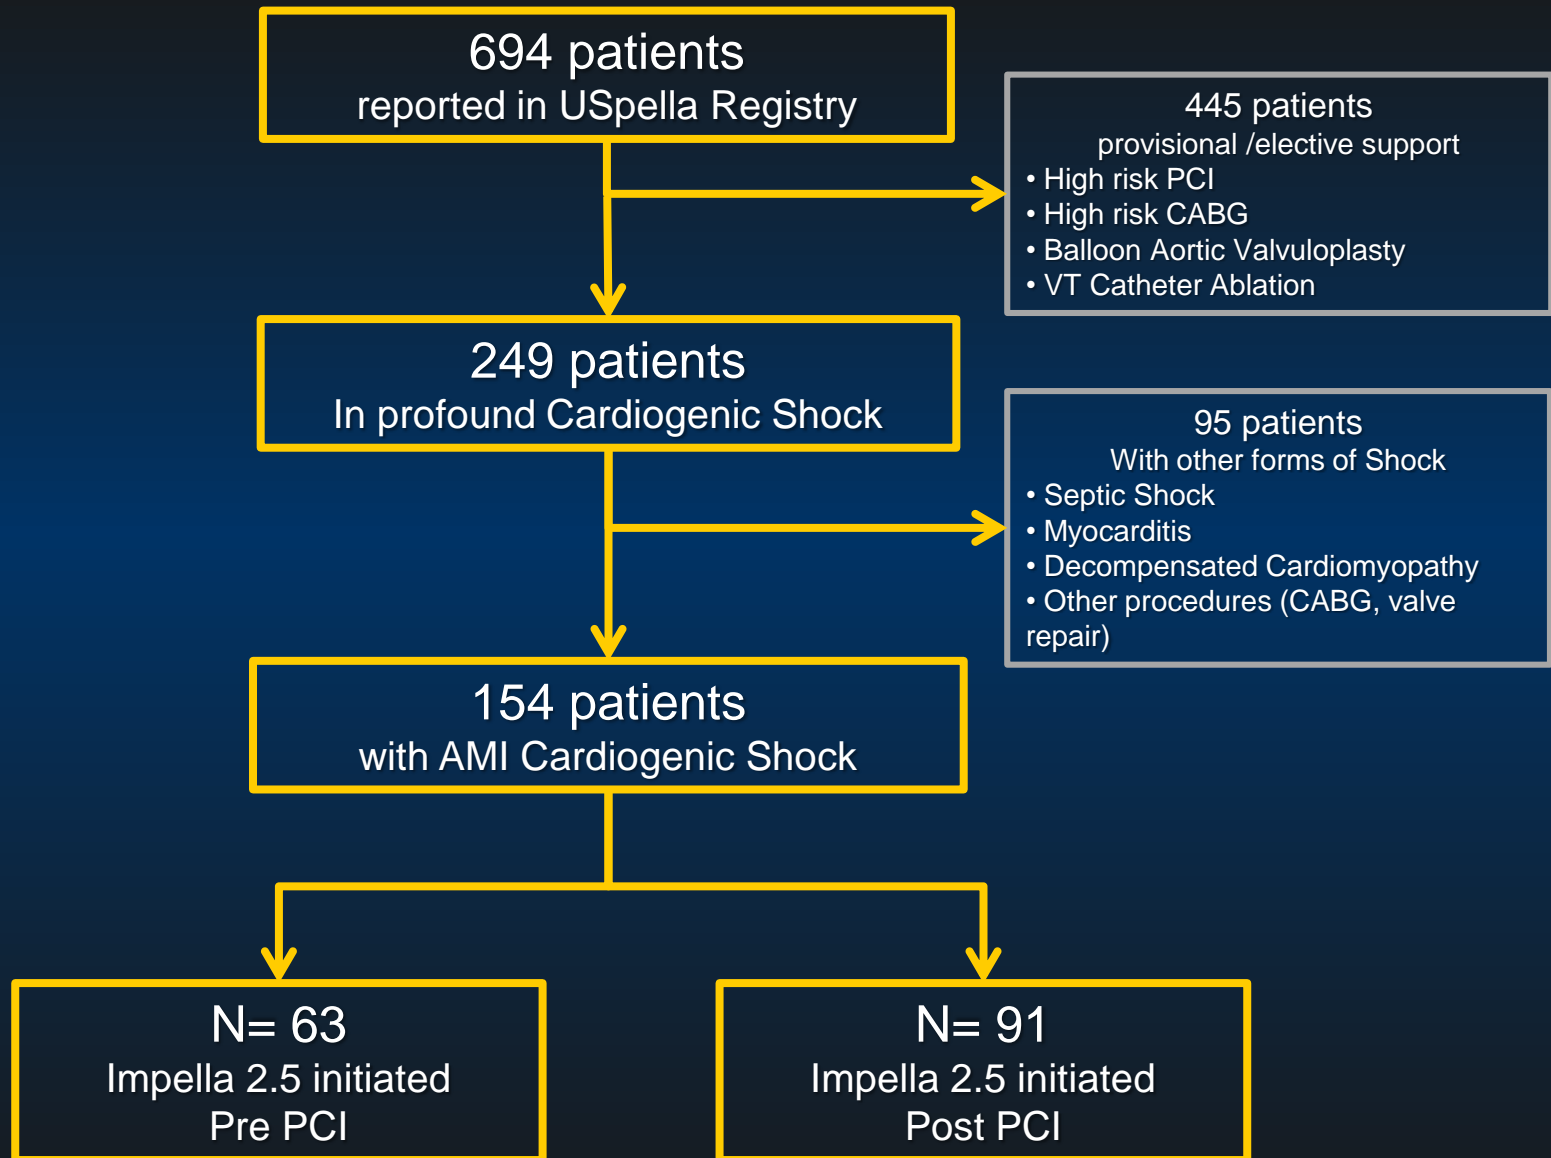 694 patients
reported in USpella Registry
445 patients
provisional /elective support
• High risk PCI
• High risk CABG
• Balloon Aortic Valvuloplasty
• VT Catheter Ablation
249 patients
In profound Cardiogenic Shock
95 patients
With other forms of Shock
• Septic Shock
• Myocarditis
• Decompensated Cardiomyopathy
• Other procedures (CABG, valve
repair)
154 patients
with AMI Cardiogenic Shock
N= 63
Impella 2.5 initiated
Pre PCI
N= 91
Impella 2.5 initiated
Post PCI